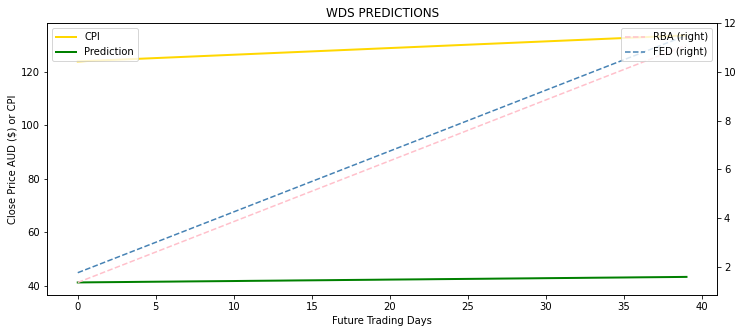 WDS PREDICTIONS
CPI
Prediction
RBA (right)
FED (right)
Close Price AUD ($) or CPI
120
100
80
60
40
12
10
8
6
4
2
0 5 10 15 20 25 30 35 40
Future Trading Days